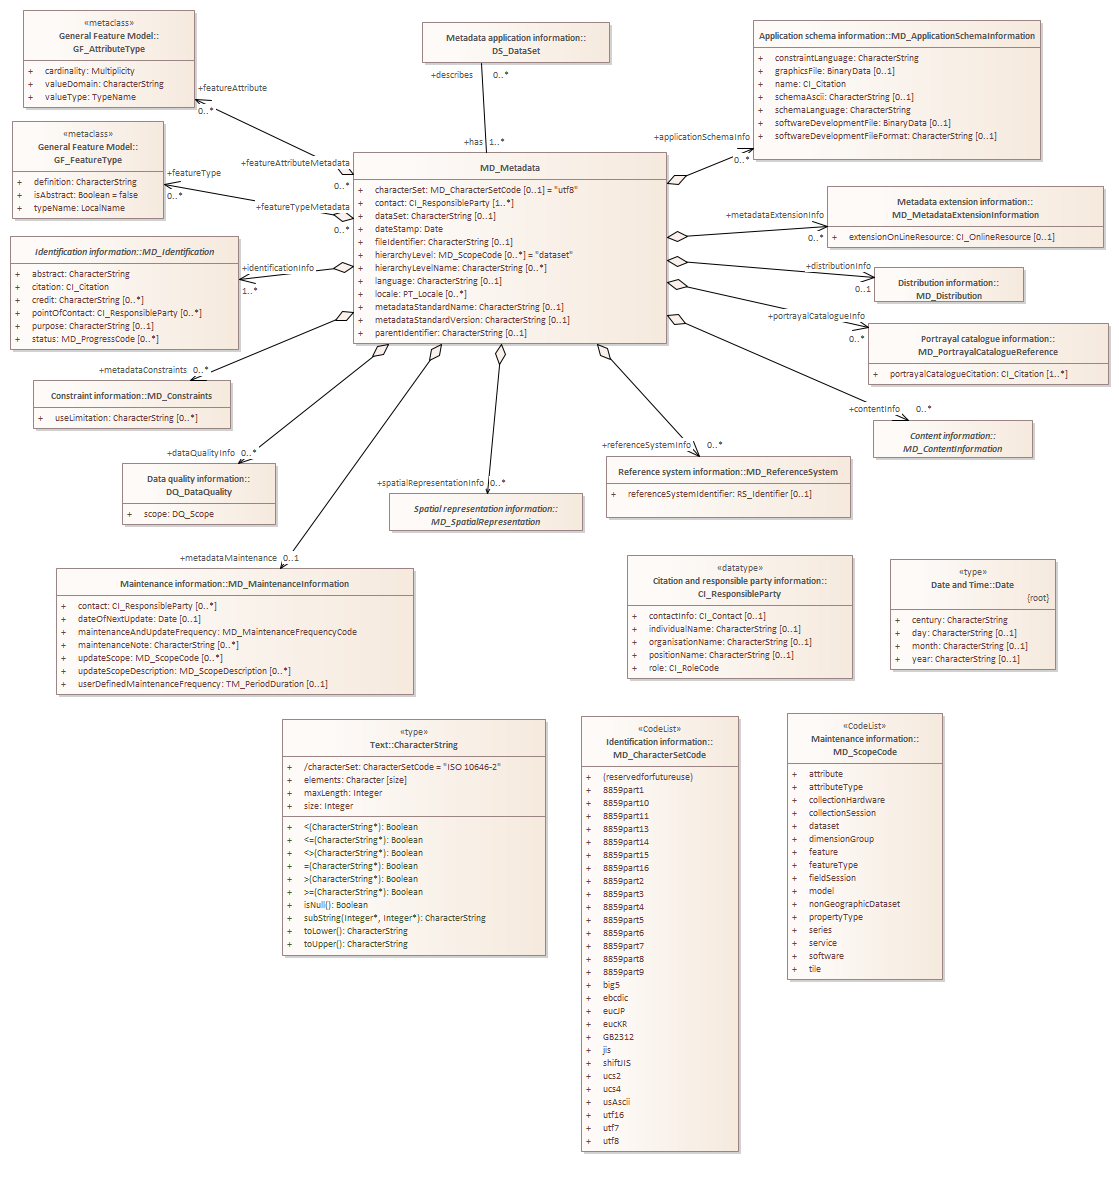 «metaclass»
General Feature Model::
GF_AttributeType
+ cardinality: Multiplicity
+ valueDomain: CharacterString
+ valueType: TypeName
+featureAttribute
0..*
Metadata application information::
DS_DataSet
+describes 0..*
+has 1..*
Application schema information::MD_ApplicationSchemaInformation
+ constraintLanguage: CharacterString
+ graphicsFile: BinaryData [0..1]
+ name: CI_Citation
+ schemaAscii: CharacterString [0..1]
+ schemaLanguage: CharacterString
+ softwareDevelopmentFile: BinaryData [0..1]
+ softwareDevelopmentFileFormat: CharacterString [0..1]
+applicationSchemaInfo
0..*
«metaclass»
General Feature Model::
GF_FeatureType
+ definition: CharacterString
+ isAbstract: Boolean = false
+ typeName: LocalName
+featureType
0..*
+featureAttributeMetadata
0..*
+featureTypeMetadata
0..*
MD_Metadata
+ characterSet: MD_CharacterSetCode [0..1] = "utf8"
+ contact: CI_ResponsibleParty [1..*]
+ dataSet: CharacterString [0..1]
+ dateStamp: Date
+ fileIdentifier: CharacterString [0..1]
+ hierarchyLevel: MD_ScopeCode [0..*] = "dataset"
+ hierarchyLevelName: CharacterString [0..*]
+ language: CharacterString [0..1]
+ locale: PT_Locale [0..*]
+ metadataStandardName: CharacterString [0..1]
+ metadataStandardVersion: CharacterString [0..1]
+ parentIdentifier: CharacterString [0..1]
+metadataExtensionInfo
0..*
Metadata extension information::
MD_MetadataExtensionInformation
+ extensionOnLineResource: CI_OnlineResource [0..1]
Identification information::MD_Identification
+ abstract: CharacterString
+ citation: CI_Citation
+ credit: CharacterString [0..*]
+ pointOfContact: CI_ResponsibleParty [0..*]
+ purpose: CharacterString [0..1]
+ status: MD_ProgressCode [0..*]
+identificationInfo
1..*
+distributionInfo
0..1
Distribution information::
MD_Distribution
+portrayalCatalogueInfo
0..*
Portrayal catalogue information::
MD_PortrayalCatalogueReference
+ portrayalCatalogueCitation: CI_Citation [1..*]
+metadataConstraints 0..*
Constraint information::MD_Constraints
+ useLimitation: CharacterString [0..*]
+contentInfo 0..*
Content information::
MD_ContentInformation
+dataQualityInfo 0..*
Data quality information::
DQ_DataQuality
+ scope: DQ_Scope
+spatialRepresentationInfo 0..*
Spatial representation information::
MD_SpatialRepresentation
+referenceSystemInfo 0..*
Reference system information::MD_ReferenceSystem
+ referenceSystemIdentifier: RS_Identifier [0..1]
+metadataMaintenance 0..1
Maintenance information::MD_MaintenanceInformation
+ contact: CI_ResponsibleParty [0..*]
+ dateOfNextUpdate: Date [0..1]
+ maintenanceAndUpdateFrequency: MD_MaintenanceFrequencyCode
+ maintenanceNote: CharacterString [0..*]
+ updateScope: MD_ScopeCode [0..*]
+ updateScopeDescription: MD_ScopeDescription [0..*]
+ userDefinedMaintenanceFrequency: TM_PeriodDuration [0..1]
«datatype»
Citation and responsible party information::
CI_ResponsibleParty
+ contactInfo: CI_Contact [0..1]
+ individualName: CharacterString [0..1]
+ organisationName: CharacterString [0..1]
+ positionName: CharacterString [0..1]
+ role: CI_RoleCode
«type»
Date and Time::Date
{root}
+ century: CharacterString
+ day: CharacterString [0..1]
+ month: CharacterString [0..1]
+ year: CharacterString [0..1]
«type»
Text::CharacterString
+ /characterSet: CharacterSetCode = "ISO 10646-2"
+ elements: Character [size]
+ maxLength: Integer
+ size: Integer
+ <(CharacterString*): Boolean
+ <=(CharacterString*): Boolean
+ <>(CharacterString*): Boolean
+ =(CharacterString*): Boolean
+ >(CharacterString*): Boolean
+ >=(CharacterString*): Boolean
+ isNull(): Boolean
+ subString(Integer*, Integer*): CharacterString
+ toLower(): CharacterString
+ toUpper(): CharacterString
«CodeList»
Identification information::
MD_CharacterSetCode
+ (reservedforfutureuse)
+ 8859part1
+ 8859part10
+ 8859part11
+ 8859part13
+ 8859part14
+ 8859part15
+ 8859part16
+ 8859part2
+ 8859part3
+ 8859part4
+ 8859part5
+ 8859part6
+ 8859part7
+ 8859part8
+ 8859part9
+ big5
+ ebcdic
+ eucJP
+ eucKR
+ GB2312
+ jis
+ shiftJIS
+ ucs2
+ ucs4
+ usAscii
+ utf16
+ utf7
+ utf8
«CodeList»
Maintenance information::
MD_ScopeCode
+ attribute
+ attributeType
+ collectionHardware
+ collectionSession
+ dataset
+ dimensionGroup
+ feature
+ featureType
+ fieldSession
+ model
+ nonGeographicDataset
+ propertyType
+ series
+ service
+ software
+ tile